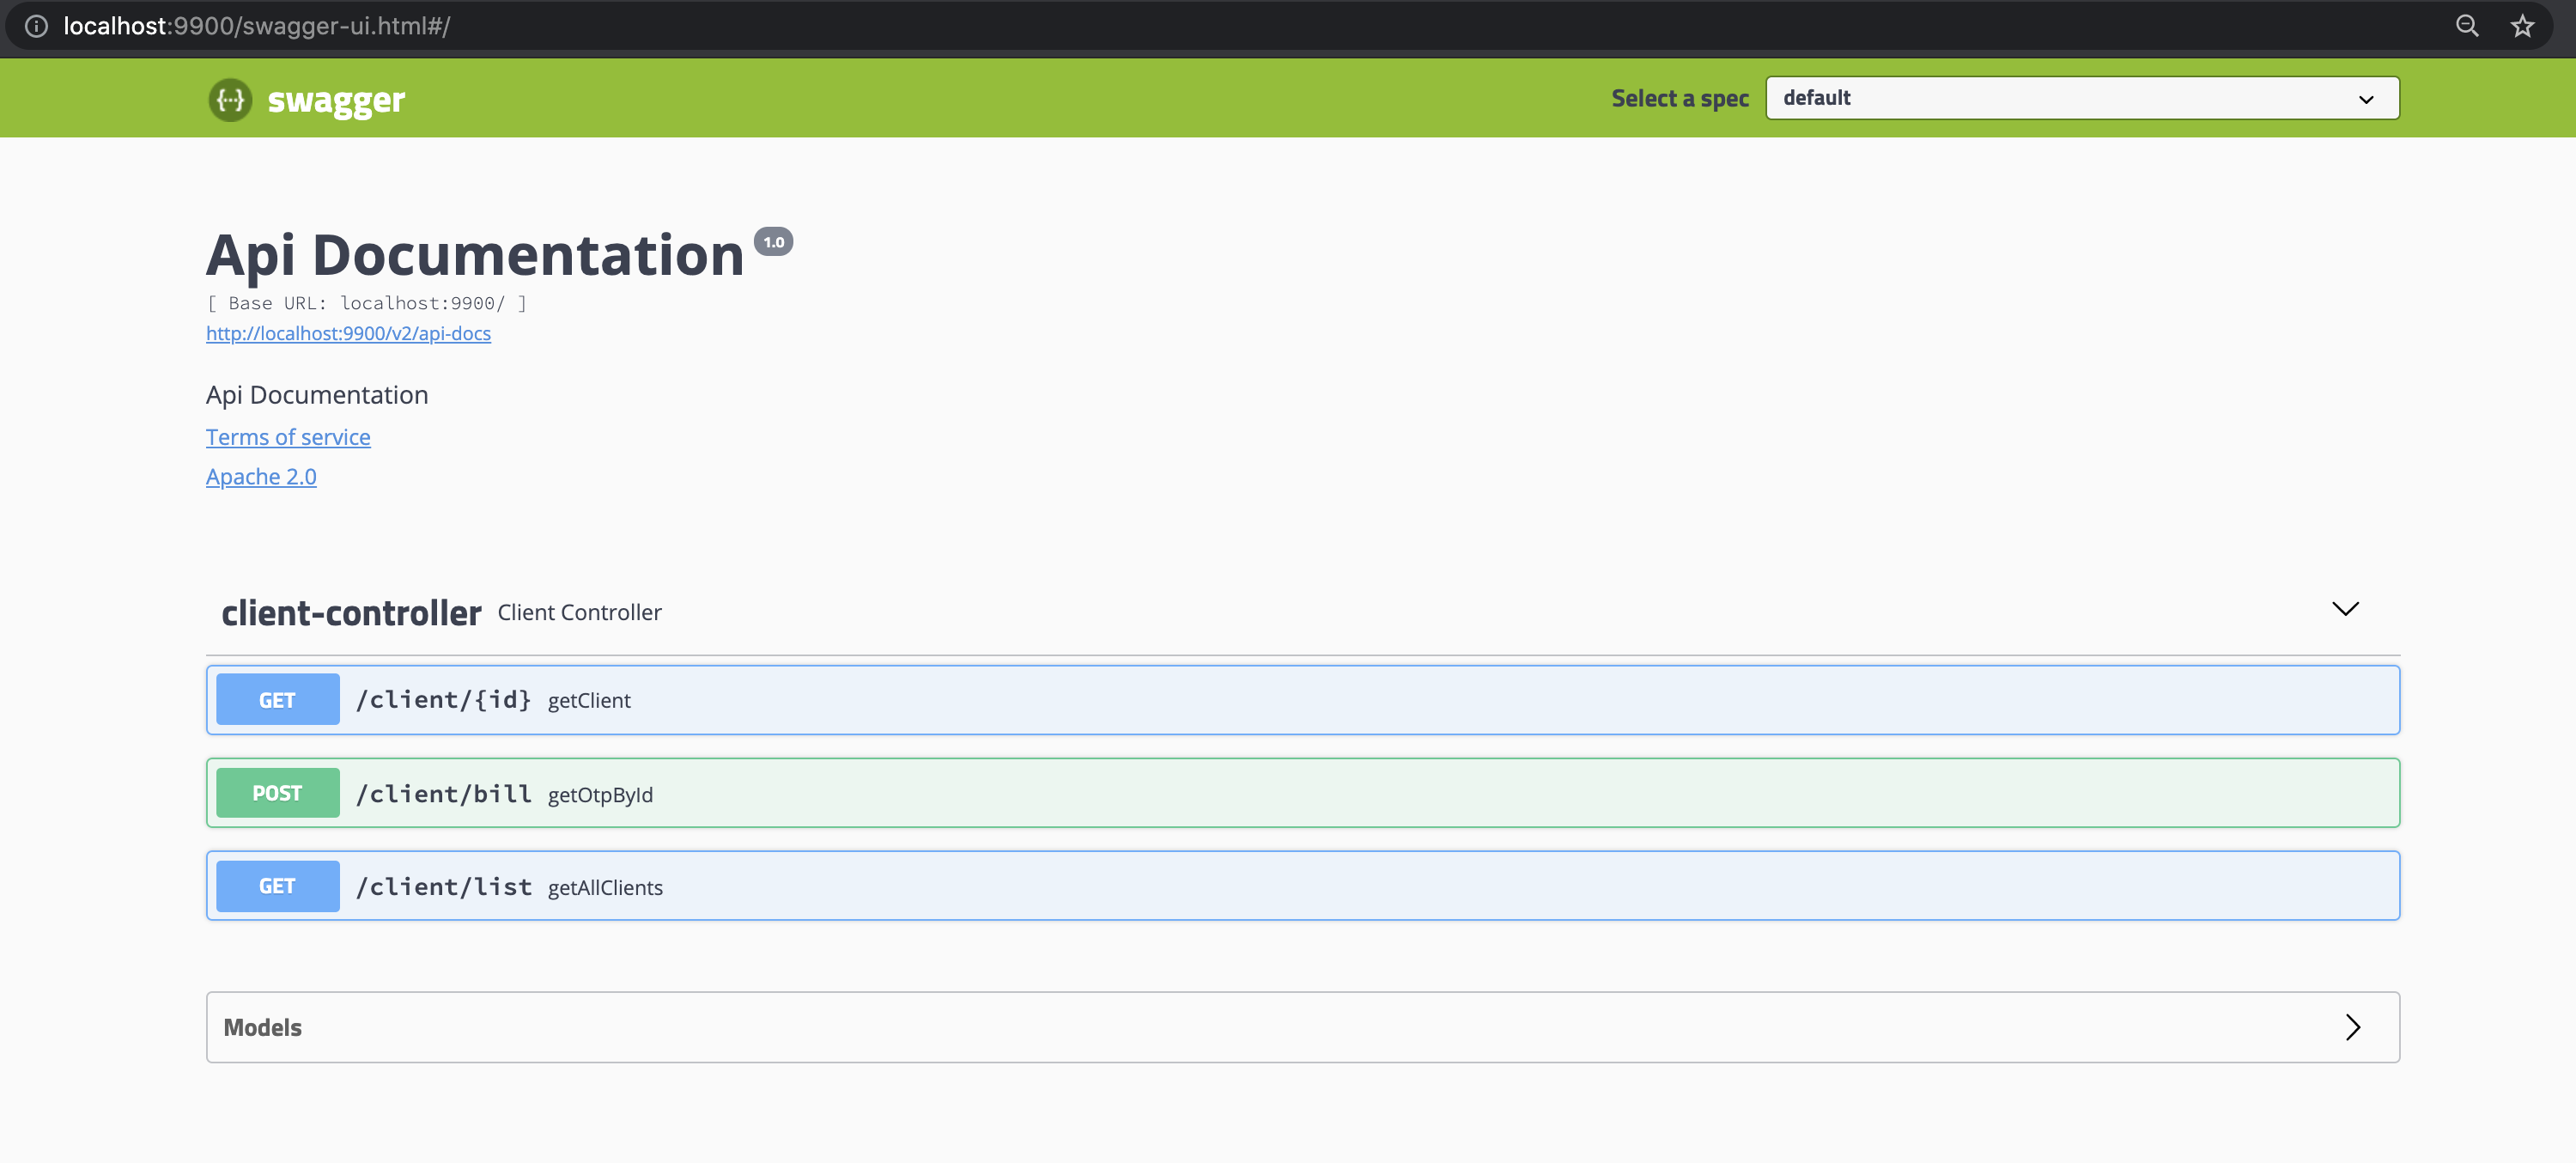 localhost:9900/swagger-ui.html#/
{...} swagger
Select a spec default
Api Documentation 1.0
[ Base URL: localhost:9900/ ]
http://localhost:9900/v2/api-docs
Api Documentation
Terms of service
Apache 2.0
client-controller Client Controller
GET /client/{id} getClient
POST /client/bill getOtpById
GET /client/list getAllClients
Models